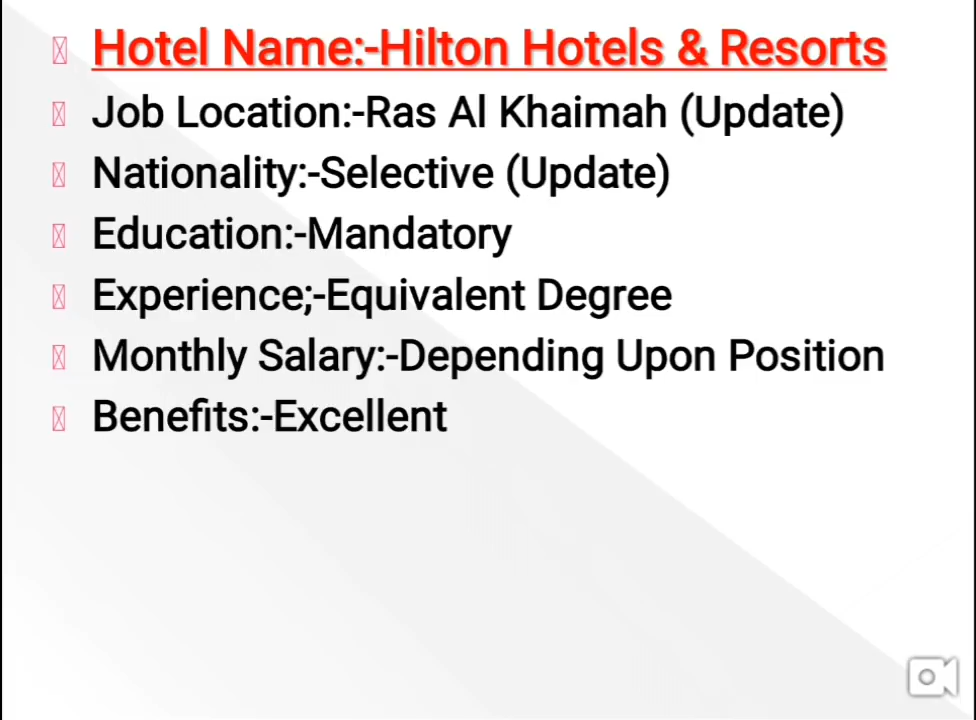 Hotel Name:-Hilton Hotels & Resorts
Job Location:-Ras Al Khaimah (Update)
Nationality:-Selective (Update)
Education:-Mandatory
Experience;-Equivalent Degree
Monthly Salary:-Depending Upon Position
Benefits:-Excellent